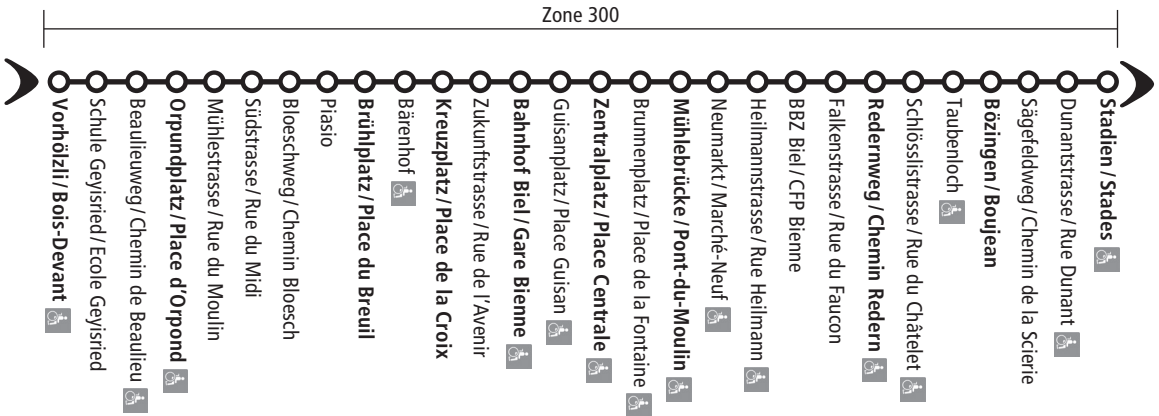 Zone 300
Vorhölzli/Bois-Devant
Schule Geyisried/Ecole Geyisried
Beaulieuweg/Chemin de Beaulieu
Orpundplatz/Place d'Orpond
Mühlestrasse/Rue du Moulin
Südstrasse/Rue du Midi
Bloeschweg/Chemin Bloesch
Piasio
Brühlplatz/Place du Breuil
Bärenhof
Kreuzplatz/Place de la Croix
Zukunftstrasse/Rue de l'Avenir
Bahnhof Biel/Gare Bienne
Guisanplatz/Place Guisan
Zentralplatz/Place Centrale
Brunnenplatz/Place de la Fontaine
Mühlebrücke/Pont-du-Moulin
Neumarkt/Marché-Neuf
Heilmannstrasse/Rue Heilmann
BBZ Biel/CFP Bienne
Falkenstrasse/Rue du Faucon
Redernweg/Chemin Redern
Schlösslistrasse/Rue du Châtelet
Taubenloch
Bözingen/Boujean
Sägefeldweg/Chemin de la Scierie
Dunantstrasse/Rue Dunant
Stadien/Stades